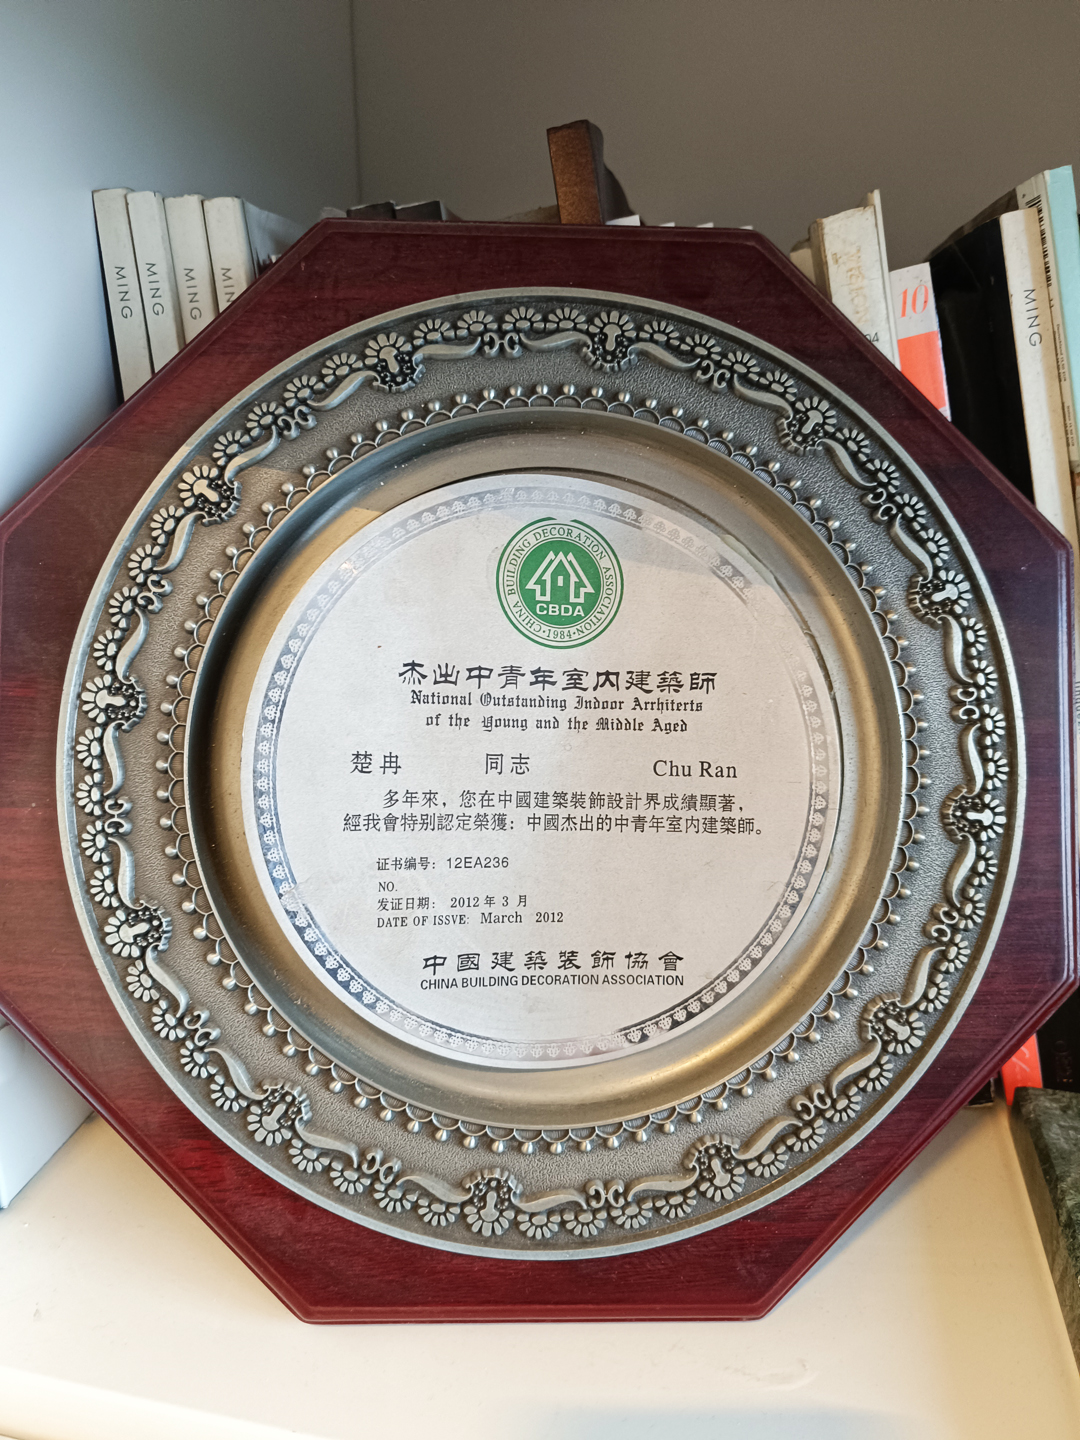 MING
MING
MING
MING
10
MING
CHINA BUILDING DECORATION ASSOCIATION
CBDA
·1984·
杰出中青年室内建築師
National Outstanding Indoor Arrhiterts
of the Young and the Middle Aged
楚冉 同志 Chu Ran
多年來，您在中國建築裝飾設計界成績顯著，
經我會特别認定榮獲：中國杰出的中青年室内建築師。
证书编号：12EA236
NO.
发证日期： 2012 年 3 月
DATE OF ISSVE: March 2012
中國建築裝飾協會
CHINA BUILDING DECORATION ASSOCIATION